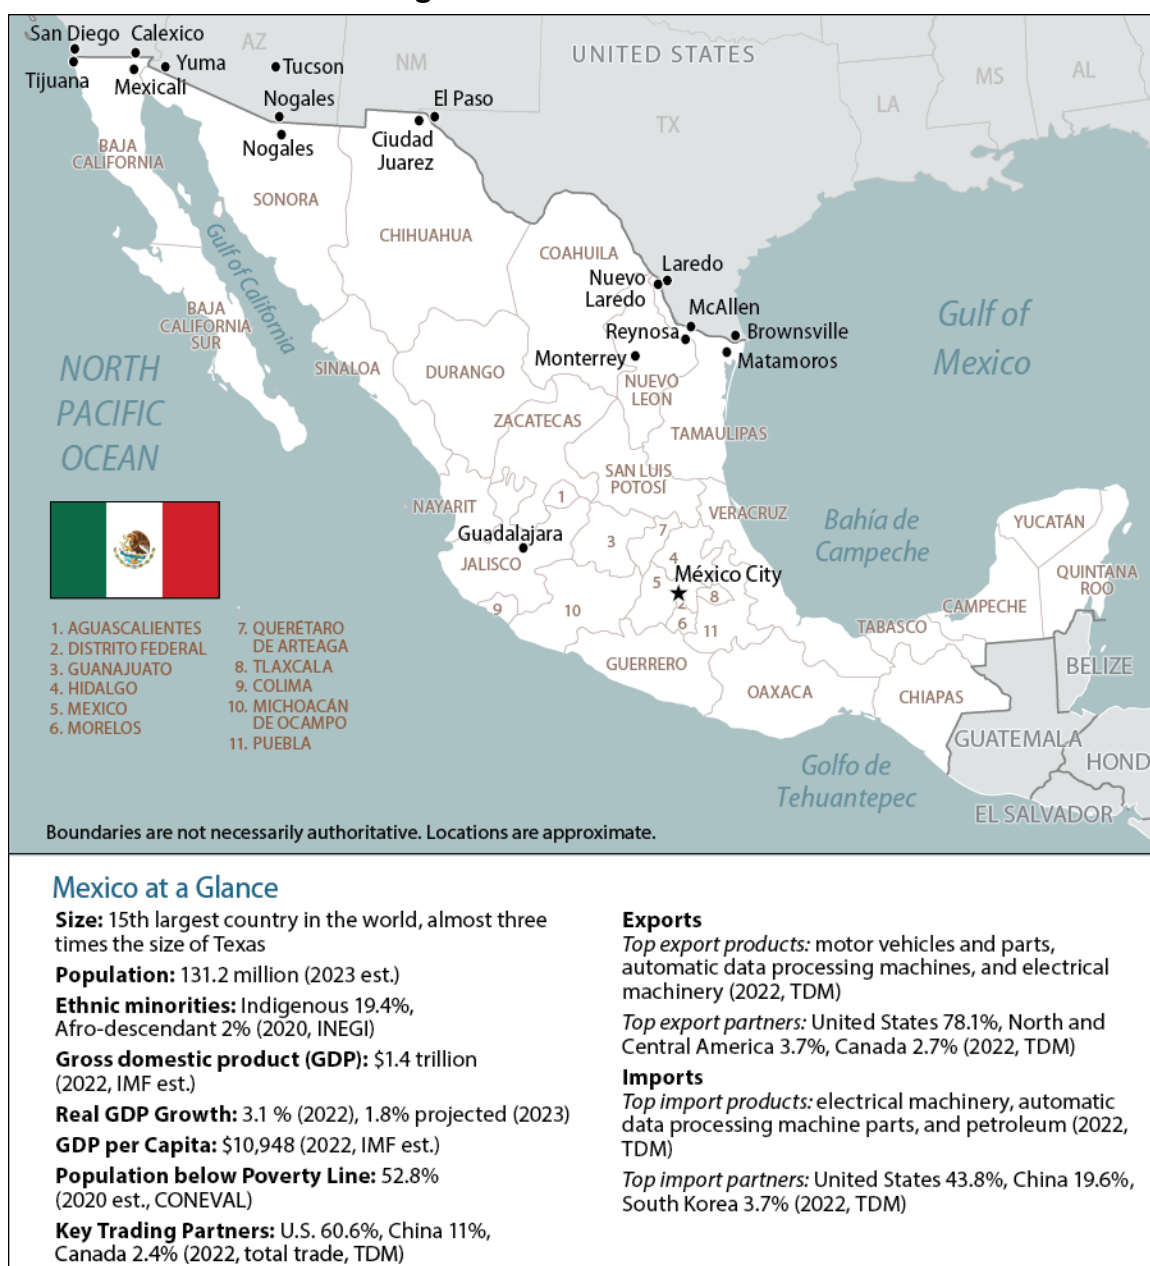 San Diego
Calexico
AZ
Yuma
Tucson
NM
UNITED STATES
MS
AL
LA
TX
Tijuana
Mexicali
Nogales
El Paso
Nogales
Ciudad
Juarez
BAJA
CALIFORNIA
SONORA
CHIHUAHUA
COAHUILA
Gulf of California
Nuevo
Laredo
Laredo
McAllen
Reynosa
Brownsville
Monterrey
Matamoros
Gulf of
Mexico
BAJA
CALIFORNIA
SUR
SINALOA
DURANGO
NUEVO
LEON
NORTH
PACIFIC
OCEAN
ZACATECAS
TAMAULIPAS
SAN LUIS
POTOSÍ
NAYARIT
1
VERACRUZ
Bahía de
Campeche
YUCATÁN
Guadalajara
3
7
4
JALISCO
México City
5
2
8
QUINTANA
ROO
9
10
6
11
CAMPECHE
TABASCO
GUERRERO
OAXACA
CHIAPAS
BELIZE
GUATEMALA
HOND
EL SALVADOR
Golfo de
Tehuantepec
1. AGUASCALIENTES
2. DISTRITO FEDERAL
3. GUANAJUATO
4. HIDALGO
5. MEXICO
6. MORELOS
7. QUERÉTARO
DE ARTEAGA
8. TLAXCALA
9. COLIMA
10. MICHOACÁN
DE OCAMPO
11. PUEBLA
Boundaries are not necessarily authoritative. Locations are approximate.
Mexico at a Glance
Size: 15th largest country in the world, almost three
times the size of Texas
Population: 131.2 million (2023 est.)
Ethnic minorities: Indigenous 19.4%,
Afro-descendant 2% (2020, INEGI)
Gross domestic product (GDP): $1.4 trillion
(2022, IMF est.)
Real GDP Growth: 3.1 % (2022), 1.8% projected (2023)
GDP per Capita: $10,948 (2022, IMF est.)
Population below Poverty Line: 52.8%
(2020 est., CONEVAL)
Key Trading Partners: U.S. 60.6%, China 11%,
Canada 2.4% (2022, total trade, TDM)
Exports
Top export products: motor vehicles and parts,
automatic data processing machines, and electrical
machinery (2022, TDM)
Top export partners: United States 78.1%, North and
Central America 3.7%, Canada 2.7% (2022, TDM)
Imports
Top import products: electrical machinery, automatic
data processing machine parts, and petroleum (2022,
TDM)
Top import partners: United States 43.8%, China 19.6%,
South Korea 3.7% (2022, TDM)